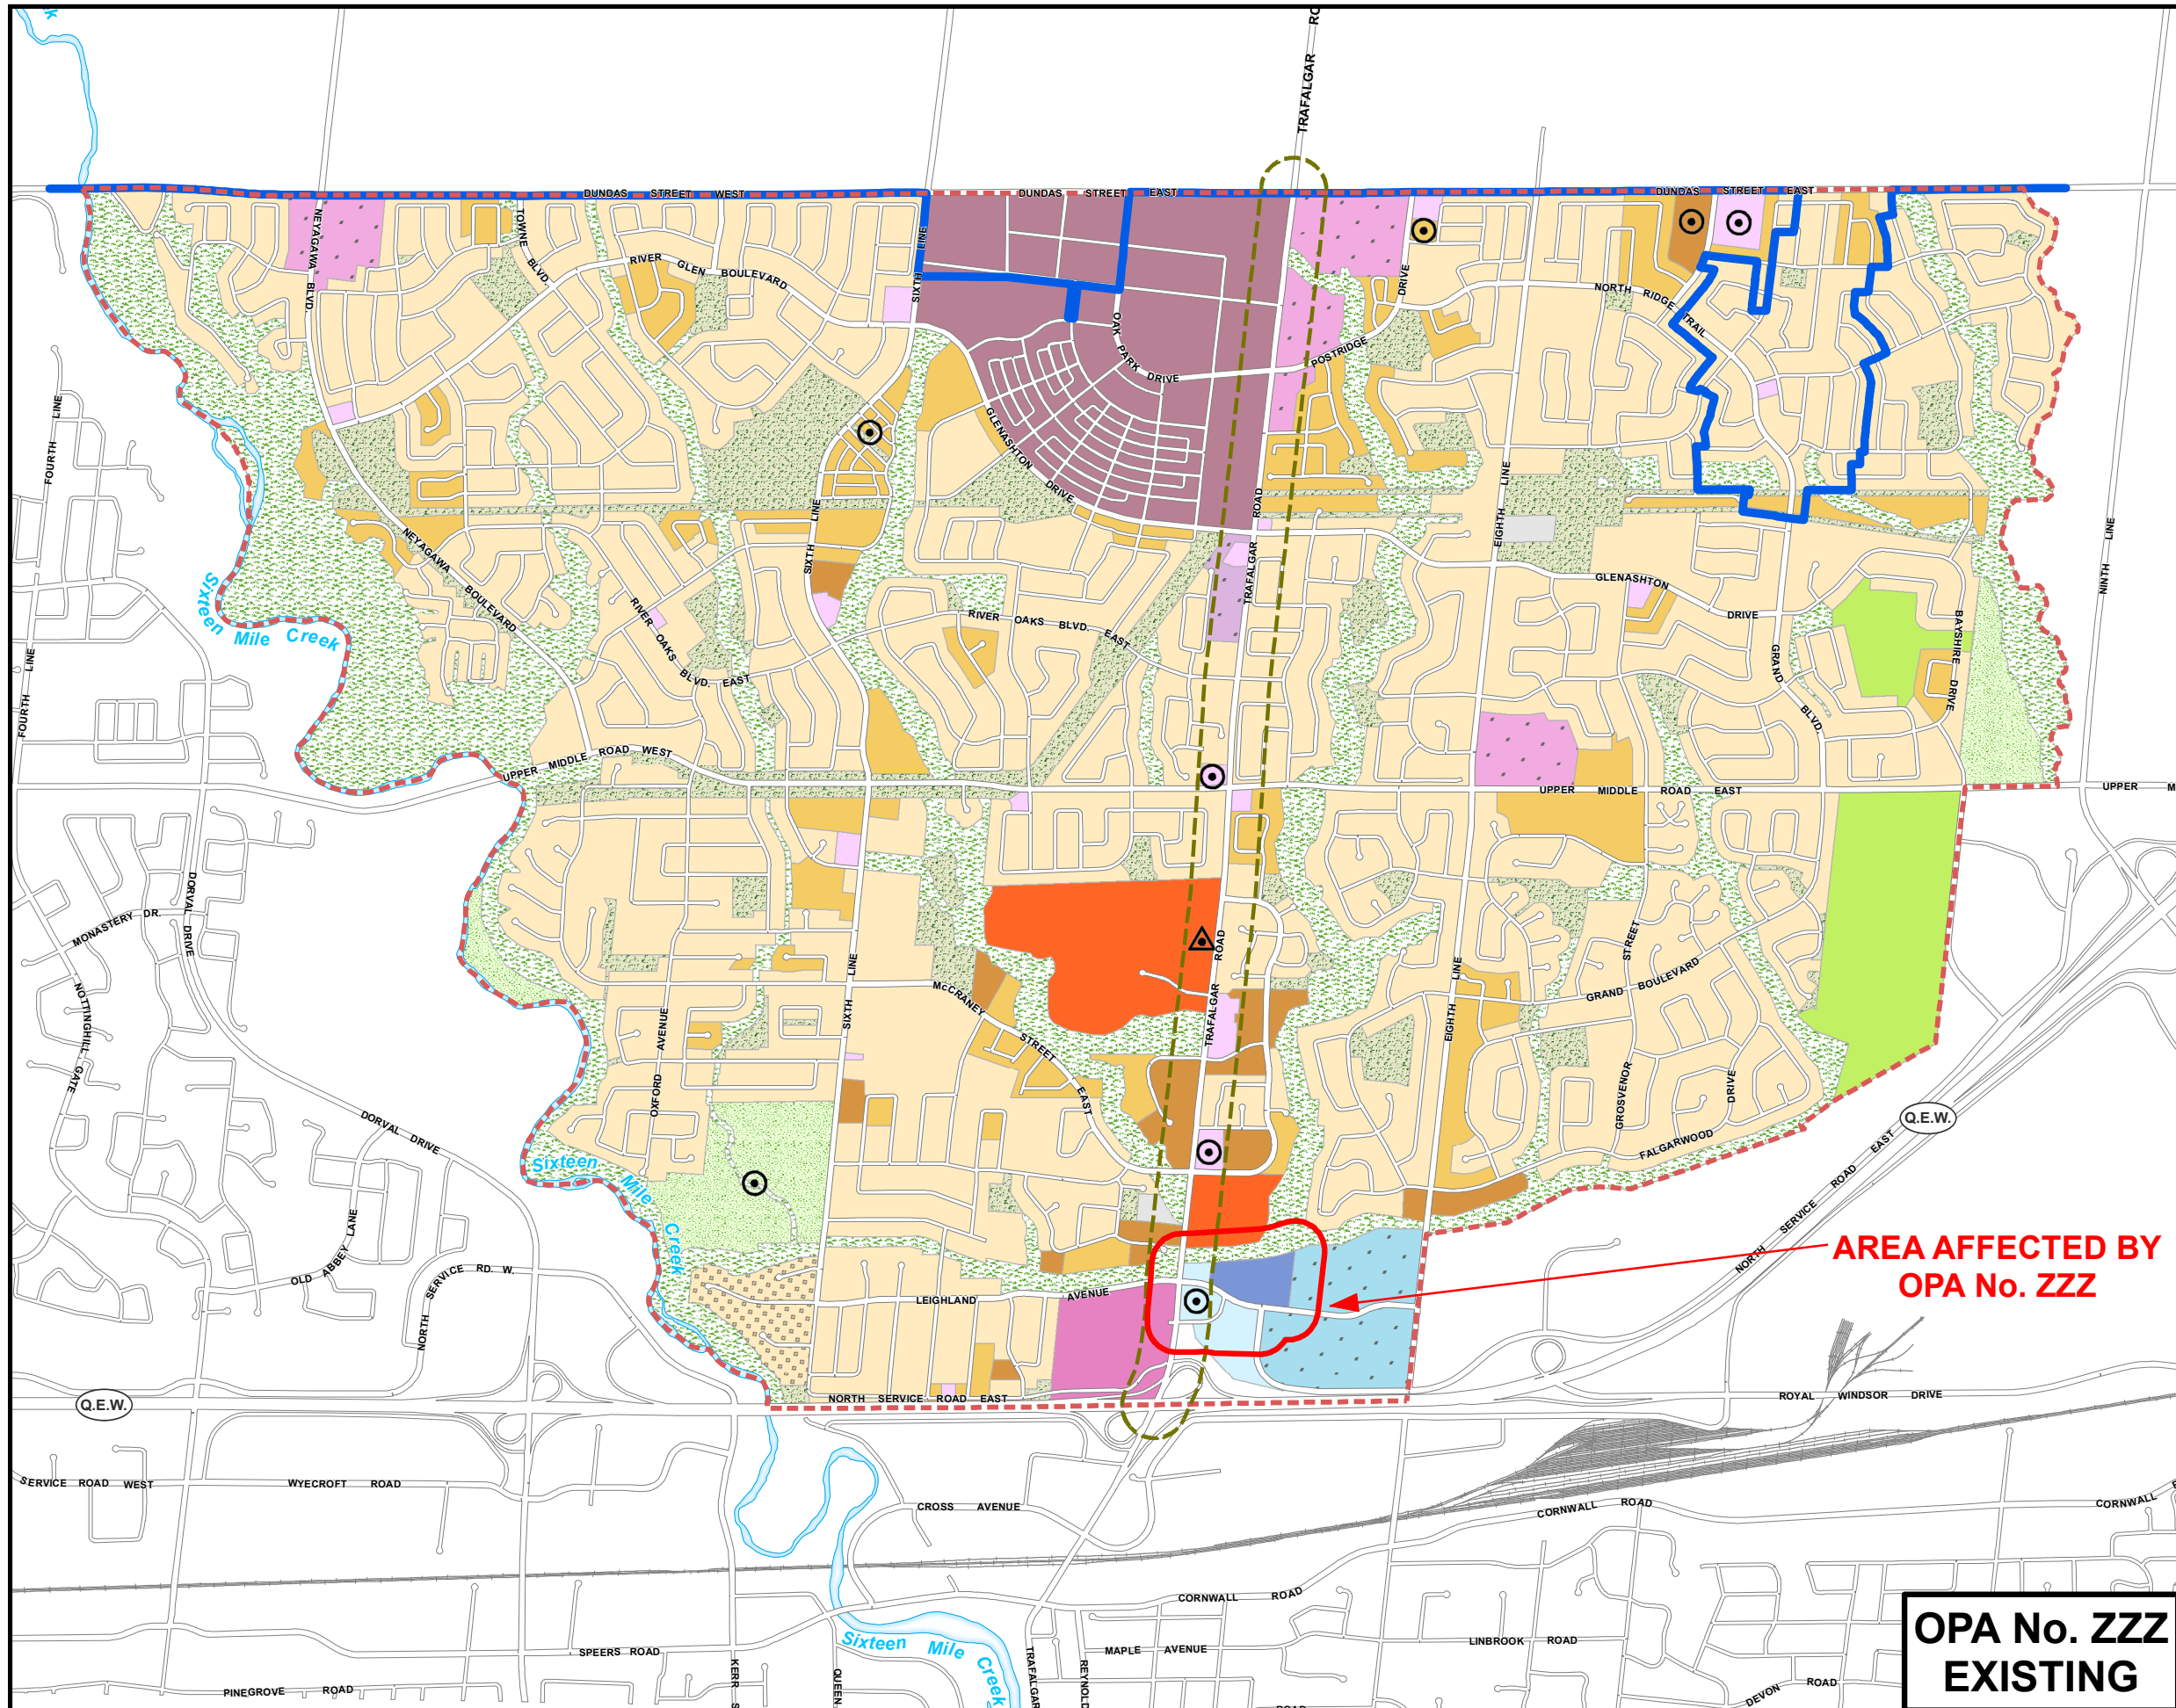 TRAFALGAR
DUNDAS STREET WEST
DUNDAS STREET EAST
DUNDAS STREET EAST
NEYAGAWA BLVD.
TOWNE BLVD.
RIVER GLEN BOULEVARD
SIXTH LINE
OAK PARK DRIVE
POSTRIDGE
DRIVE
NORTH RIDGE TRAIL
FOURTH LINE
GLENASHTON DRIVE
TRAFALGAR ROAD
EIGHTH LINE
NINTH LINE
SIXTH LINE
NEYAGAWA BOULEVARD
RIVER OAKS BLVD. EAST
RIVER OAKS BLVD. EAST
GLENASHTON DRIVE
GRAND BLVD.
BAYSHIRE DRIVE
Sixteen Mile Creek
FOURTH LINE
UPPER MIDDLE ROAD WEST
UPPER MIDDLE ROAD EAST
UPPER
MONASTERY DR.
DORVAL DRIVE
NOTTINGHILL GATE
SIXTH LINE
McCRANEY STREET EAST
TRAFALGAR ROAD
EIGHTH LINE
STREET
GRAND BOULEVARD
OXFORD AVENUE
GROSVENOR
DRIVE
FALGARWOOD
DORVAL DRIVE
Q.E.W.
Sixteen Mile Creek
OLD ABBEY LANE
NORTH SERVICE RD. W.
LEIGHLAND AVENUE
NORTH SERVICE ROAD EAST
AREA AFFECTED BY
OPA No. ZZZ
NORTH SERVICE ROAD EAST
ROYAL WINDSOR DRIVE
Q.E.W.
SERVICE ROAD WEST
WYECROFT ROAD
CROSS AVENUE
CORNWALL ROAD
CORNWALL
CORNWALL ROAD
SPEERS ROAD
Sixteen Mile Creek
MAPLE AVENUE
LINBROOK ROAD
PINEGROVE ROAD
KERR
QUEEN
TRAFALGAR
REYNOLD
DEVON ROAD
OPA No. ZZZ
EXISTING